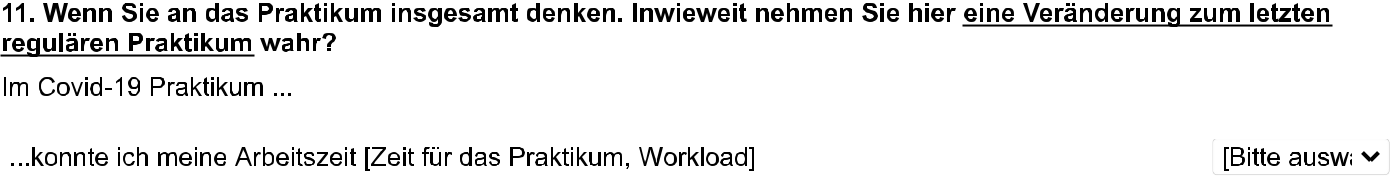 11. Wenn Sie an das Praktikum insgesamt denken. Inwieweit nehmen Sie hier eine Veränderung zum letzten
regulären Praktikum wahr?
Im Covid-19 Praktikum ...
...konnte ich meine Arbeitszeit [Zeit für das Praktikum, Workload] [Bitte ausw